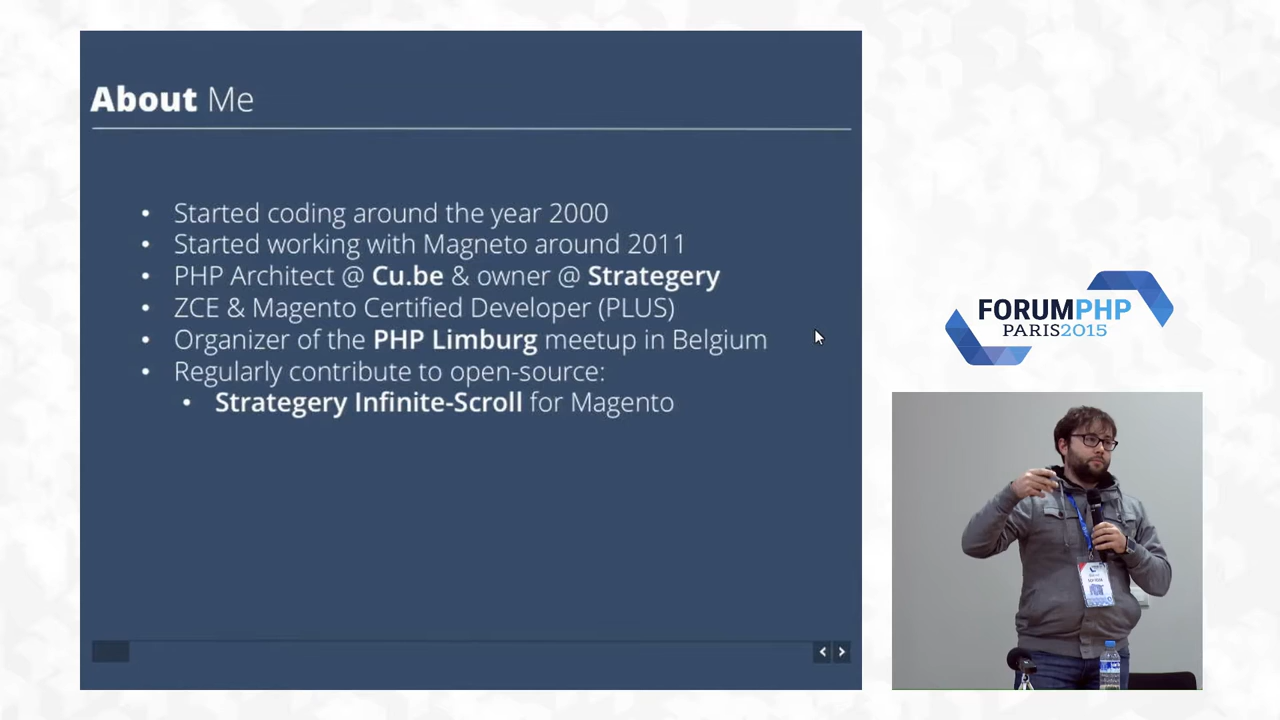 About Me
• Started coding around the year 2000
• Started working with Magneto around 2011
• PHP Architect @ Cu.be & owner @ Strategery
• ZCE & Magento Certified Developer (PLUS)
• Organizer of the PHP Limburg meetup in Belgium
• Regularly contribute to open-source:
• Strategery Infinite-Scroll for Magento
FORUMPHP
PARIS2015